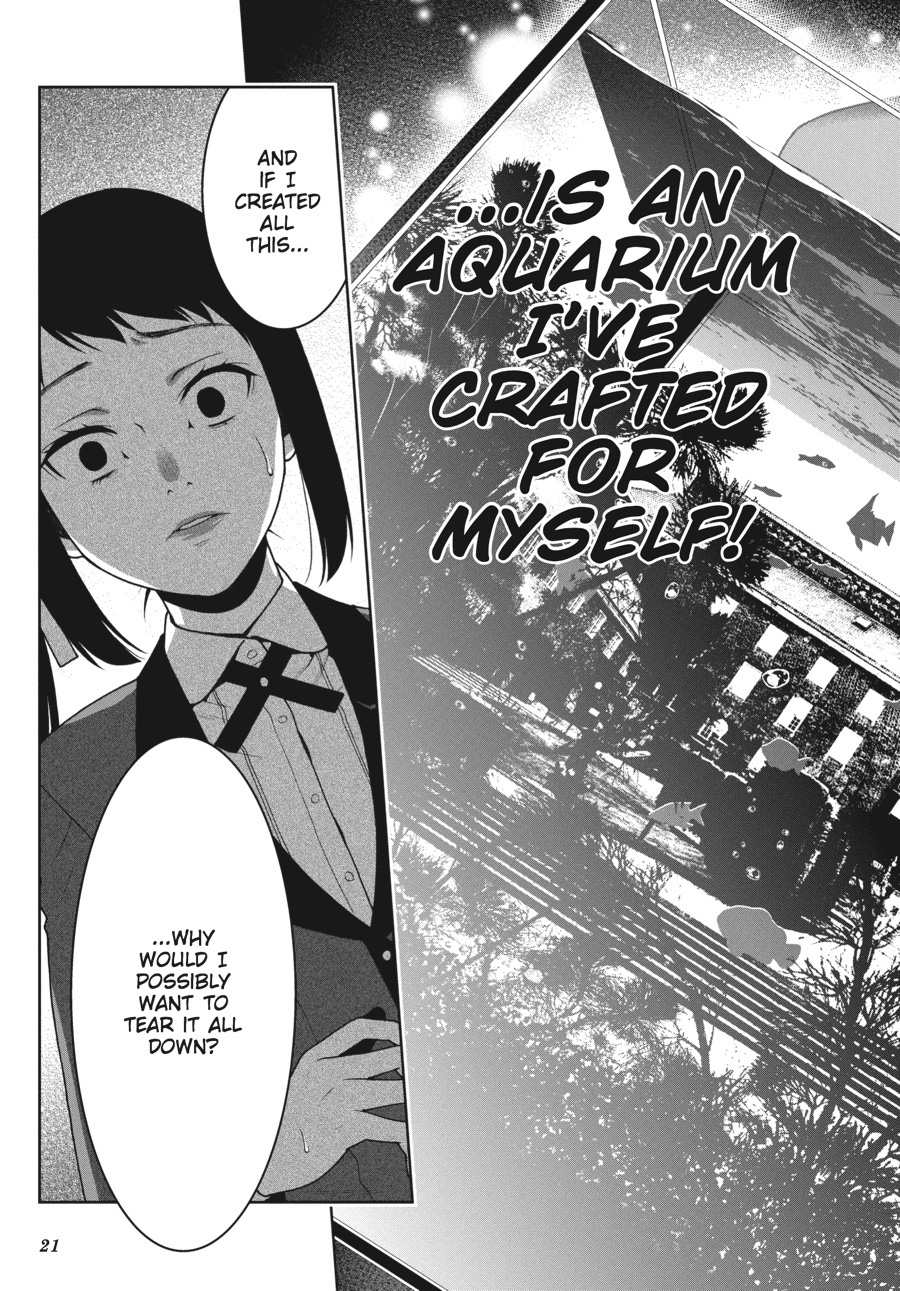 ...IS AN
AQUARIUM
I'VE
CRAFTED
FOR
MYSELF!
AND
IF I
CREATED
ALL
THIS...
...WHY
WOULD I
POSSIBLY
WANT TO
TEAR IT ALL
DOWN?
21